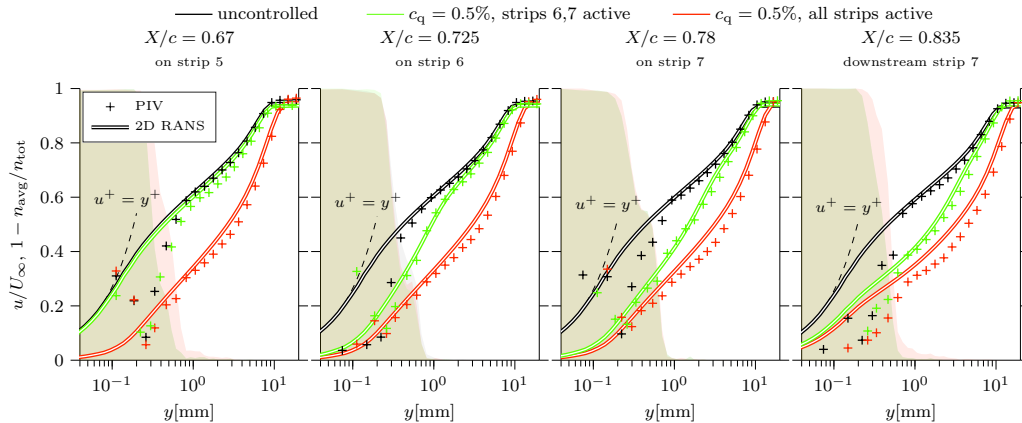 uncontrolled c_q = 0.5%, strips 6,7 active c_q = 0.5%, all strips active
X/c = 0.67 X/c = 0.725 X/c = 0.78 X/c = 0.835
on strip 5 on strip 6 on strip 7 downstream strip 7
1
0.8
0.6
0.4
0.2
0
u/U_∞, 1 − n_avg/n_tot
PIV
2D RANS
u⁺ = y⁺ u⁺ = y⁺ u⁺ = y⁺ u⁺ = y⁺
10⁻¹ 10⁰ 10¹ 10⁻¹ 10⁰ 10¹ 10⁻¹ 10⁰ 10¹ 10⁻¹ 10⁰ 10¹
y[mm] y[mm] y[mm] y[mm]